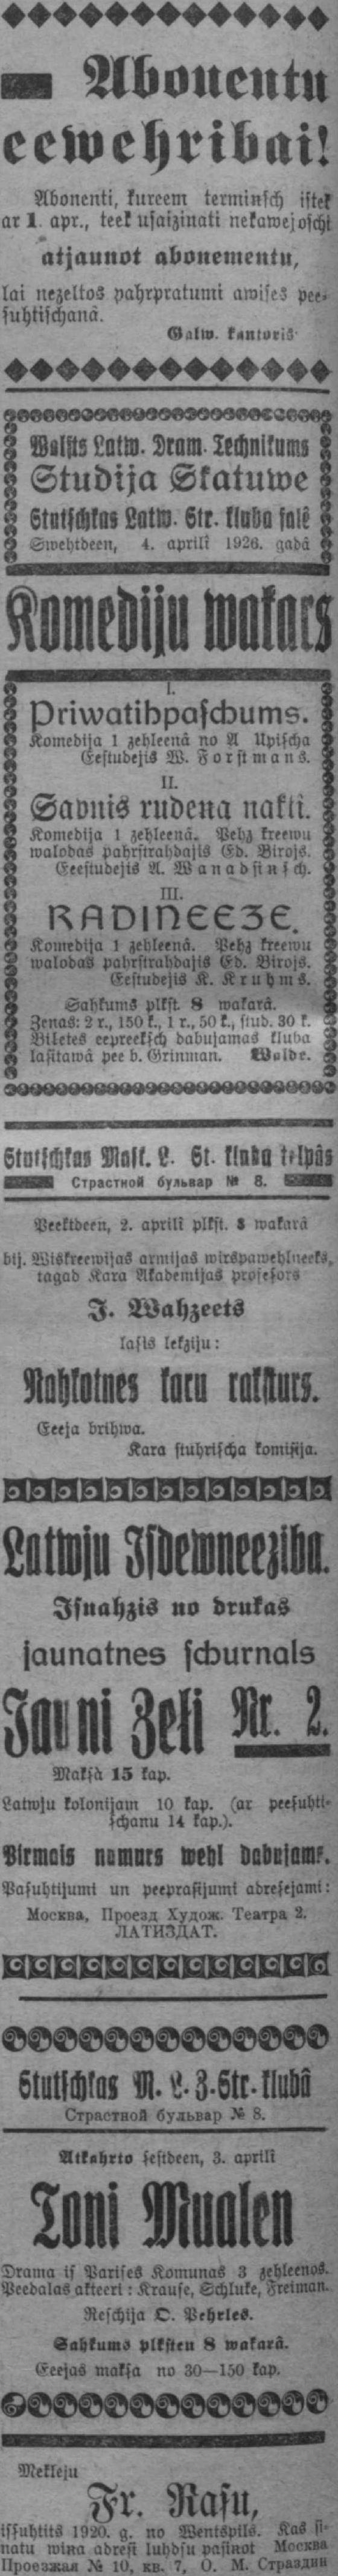 Abonentu
eewehribai!
Abonenti, kureem terminsch istek
ar 1. apr., teek usaizinati nekawejoschi
atjaunot abonementu,
lai nezeltos pahrpratumi awises pee-
suhtischanâ.
Galw. kantoris
Walsts Latw. Dram. Technikums
Studija Skatuwe
Stutschkas Latw. Str. kluba salê
Swehtdeen, 4. aprilî 1926. gadâ
Komediju wakars
I.
Priwatihpaschums.
Komedija 1 zehleenâ no A Upischa
Eestudejis W. Forstmans.
II.
Sapnis rudena naktî.
Komedija 1 zehleenâ. Pehz kreewu
walodas pahrstrahdajis Ed. Birojs.
Eeestudejis A. Wanadsinsch.
III.
RADINEEZE.
Komedija 1 zehleenâ. Pehz kreewu
walodas pahrstrahdajis Ed. Birojs.
Eestudejis K. Kruhms.
Sahkums plkst. 8 wakarâ.
Zenas: 2 r., 150 k., 1 r., 50 k., stud. 30 k.
Biletes eepreeksch dabujamas kluba
lasitawâ pee b. Grinman. Walde.
Stutschkas Mask. L. St. kluba telpâs
Страстной бульвар № 8.
Peektdeen, 2. aprilî plkst. 8 wakarâ
bij. Wiskreewijas armijas wirspawehlneeks,
tagad Kara Akademijas profesors
J. Wahzeets
lasis lekziju:
Nahkotnes karu raksturs.
Eeeja brihwa.
Kara stuhrischa komisija.
Latwju Isdewneeziba.
Isnahzis no drukas
jaunatnes schurnals
Jauni Zeli Nr. 2.
Maksà 15 kap.
Latwju kolonijam 10 kap. (ar peesuhti-
schanu 14 kap.).
Pirmais numurs wehl dabujams.
Pasuhtijumi un peeprasijumi adresejami:
Москва, Проезд Худож. Театра 2.
ЛАТИЗДАТ.
Stutschkas M. L. Z. Str. klubâ
Страстной бульвар № 8.
Atkahrto sestdeen, 3. aprilî
Toni Mualen
Drama is Parises Komunas 3 zehleenos.
Peedalas akteeri: Krause, Schluke, Freiman.
Reschija O. Pehrles.
Sahkums plksten 8 wakarâ.
Eeejas maksa no 30—150 kap.
Mekleju
Fr. Rasu,
issuhtits 1920. g. no Wentspils. Kas si-
natu wina adresi luhdsu pasinot Москва
Проезжая № 10, кв. 7, О. М. Страздин